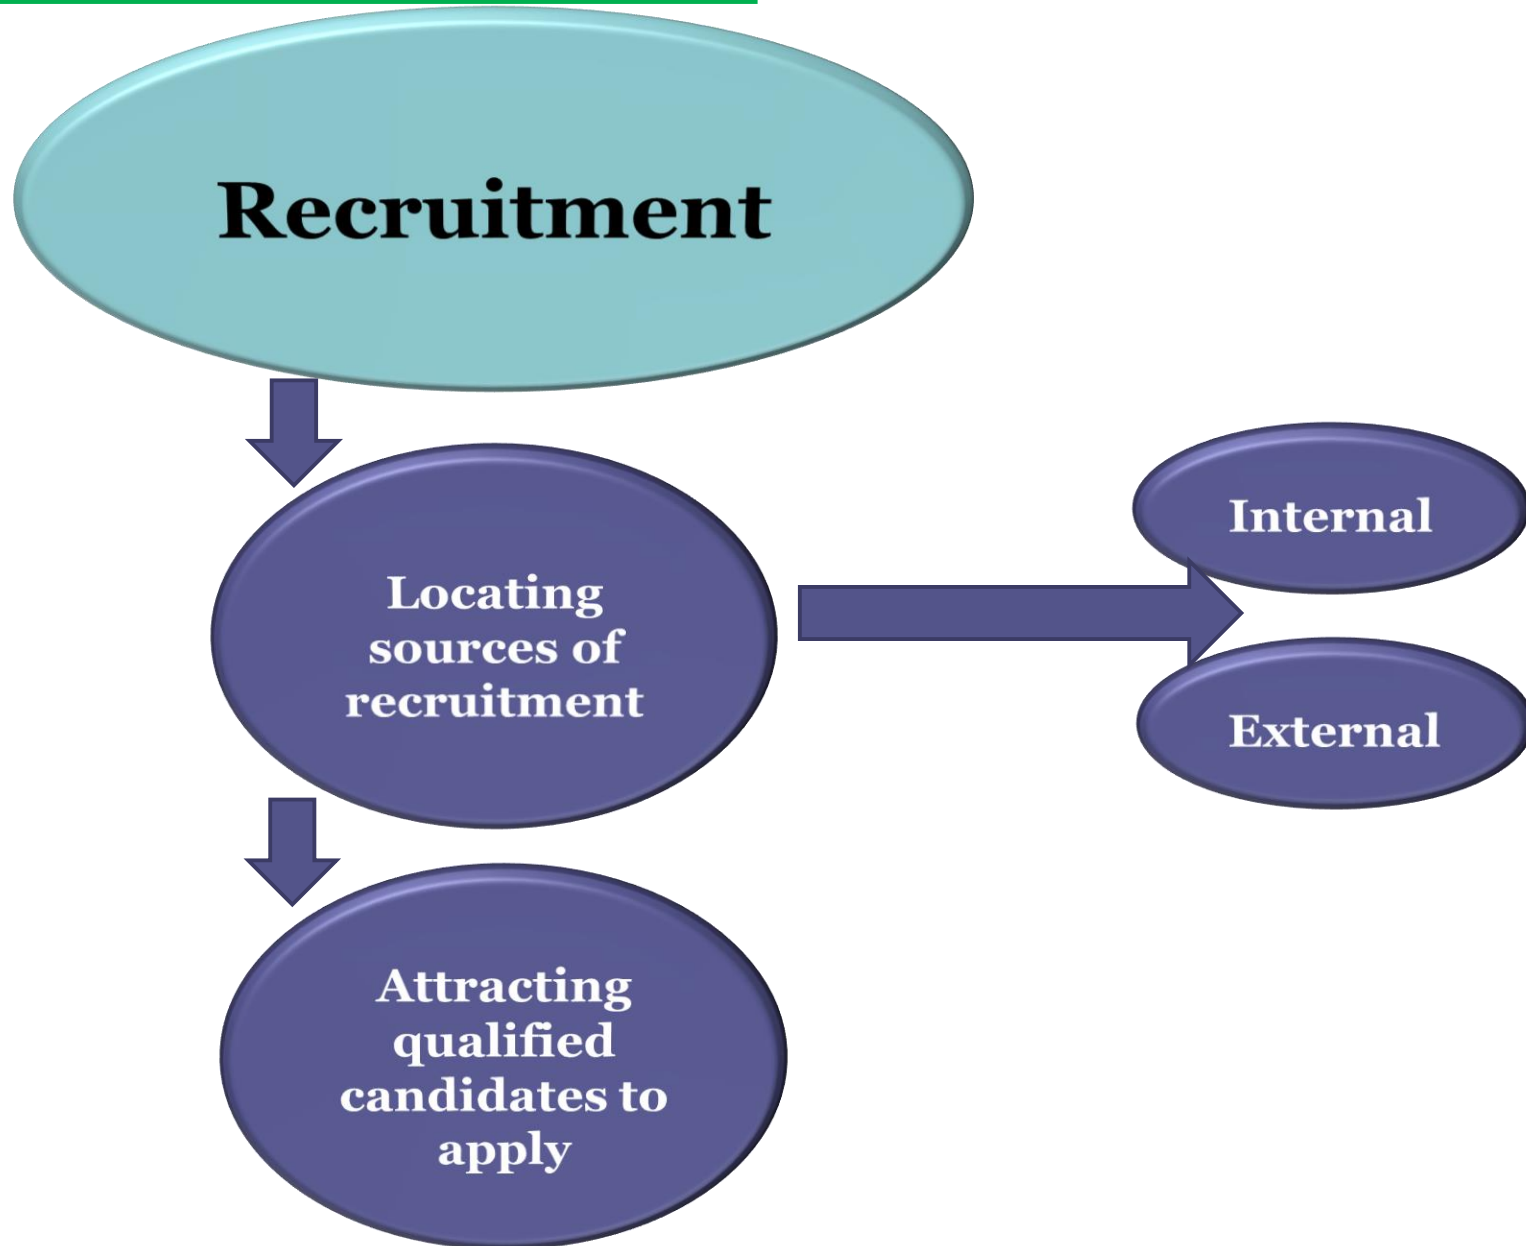 Recruitment
Locating
sources of
recruitment
Internal
External
Attracting
qualified
candidates to
apply